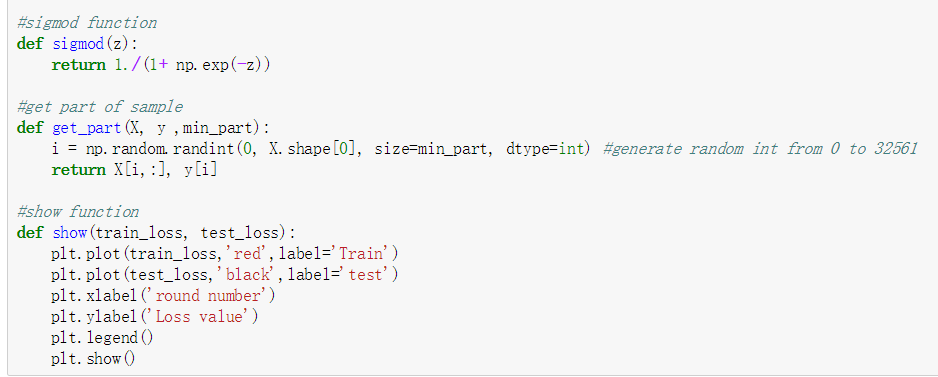 #sigmod function
def sigmod(z):
    return 1./(1+ np.exp(-z))

#get part of sample
def get_part(X, y ,min_part):
    i = np.random.randint(0, X.shape[0], size=min_part, dtype=int) #generate random int from 0 to 32561
    return X[i,:], y[i]

#show function
def show(train_loss, test_loss):
    plt.plot(train_loss,'red',label='Train')
    plt.plot(test_loss,'black',label='test')
    plt.xlabel('round number')
    plt.ylabel('Loss value')
    plt.legend()
    plt.show()